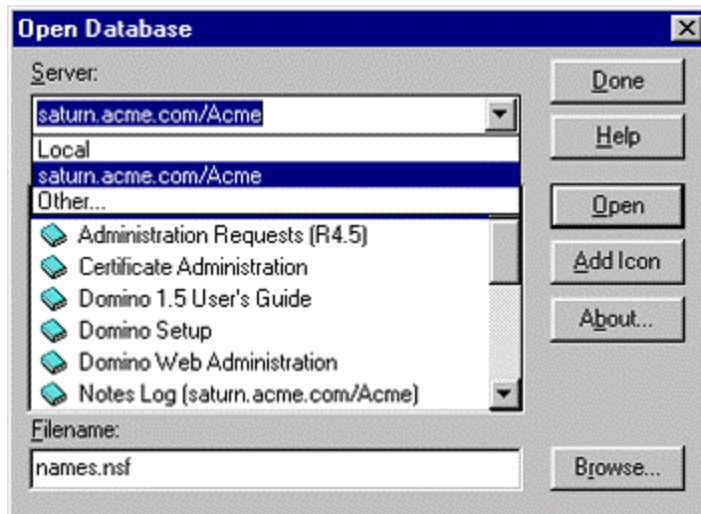 Open Database
Server:
saturn.acme.com/Acme
Local
saturn.acme.com/Acme
Other...
Administration Requests (R4.5)
Certificate Administration
Domino 1.5 User's Guide
Domino Setup
Domino Web Administration
Notes Log (saturn.acme.com/Acme)
Filename:
names.nsf
Done
Help
Open
Add Icon
About...
Browse...